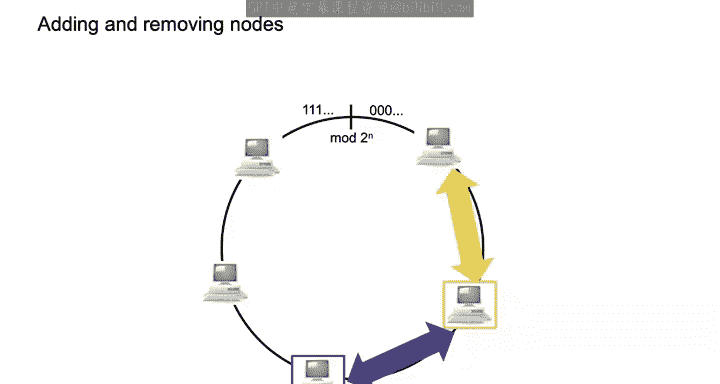 Adding and removing nodes
111... 000...
mod 2ⁿ